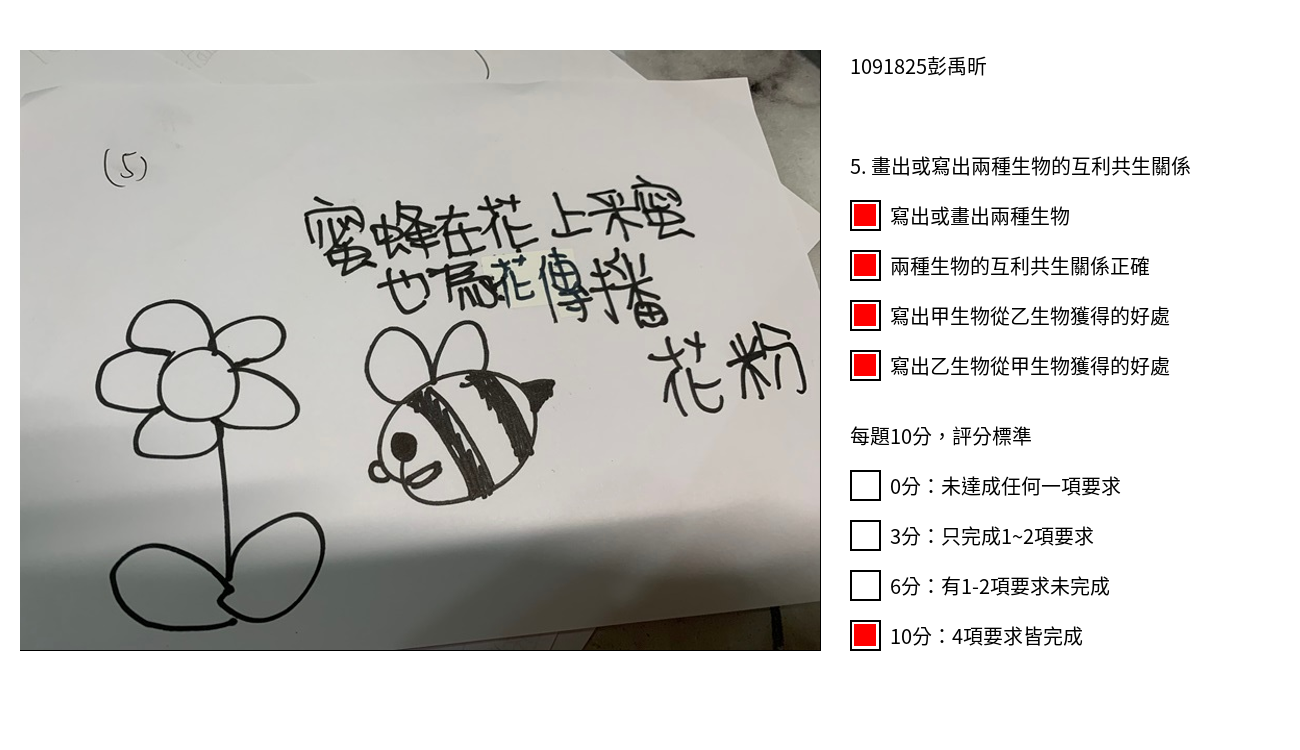 (5)
蜜蜂在花上采蜜
也為花傳播
花粉
1091825彭禹昕
5. 畫出或寫出兩種生物的互利共生關係
寫出或畫出兩種生物
兩種生物的互利共生關係正確
寫出甲生物從乙生物獲得的好處
寫出乙生物從甲生物獲得的好處
每題10分，評分標準
0分：未達成任何一項要求
3分：只完成1~2項要求
6分：有1-2項要求未完成
10分：4項要求皆完成